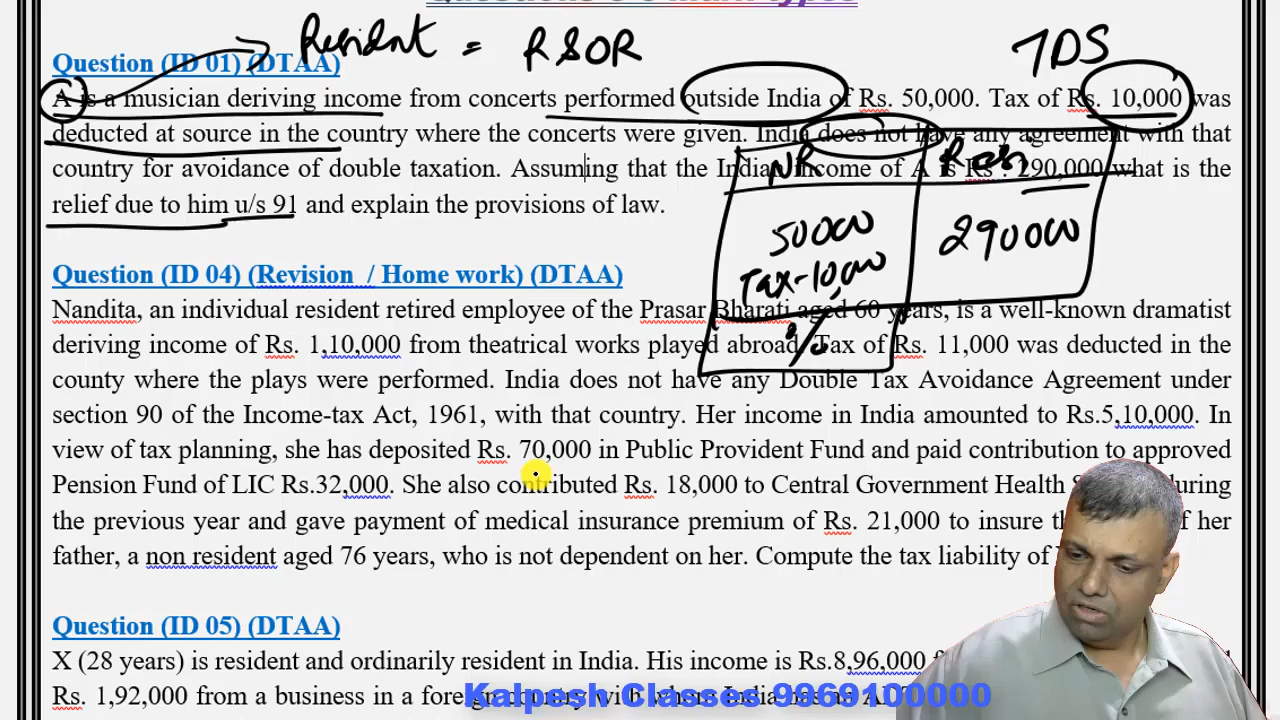 Resident = RSOR
TDS
Question (ID 01) (DTAA)
A is a musician deriving income from concerts performed outside India of Rs. 50,000. Tax of Rs. 10,000 was
deducted at source in the country where the concerts were given. India does not have any agreement with that
country for avoidance of double taxation. Assuming that the Indian income of A is Rs . 290,000 what is the
relief due to him u/s 91 and explain the provisions of law.
NR
50000 290000
Tax-10,000
%
Question (ID 04) (Revision / Home work) (DTAA)
Nandita, an individual resident retired employee of the Prasar Bharati aged 60 years, is a well-known dramatist
deriving income of Rs. 1,10,000 from theatrical works played abroad. Tax of Rs. 11,000 was deducted in the
county where the plays were performed. India does not have any Double Tax Avoidance Agreement under
section 90 of the Income-tax Act, 1961, with that country. Her income in India amounted to Rs.5,10,000. In
view of tax planning, she has deposited Rs. 70,000 in Public Provident Fund and paid contribution to approved
Pension Fund of LIC Rs.32,000. She also contributed Rs. 18,000 to Central Government Health during
the previous year and gave payment of medical insurance premium of Rs. 21,000 to insure of her
father, a non resident aged 76 years, who is not dependent on her. Compute the tax liability of
Question (ID 05) (DTAA)
X (28 years) is resident and ordinarily resident in India. His income is Rs.8,96,000
Rs. 1,92,000 from a business in a foreign country with whom India has
Kalpesh Classes 9969100000